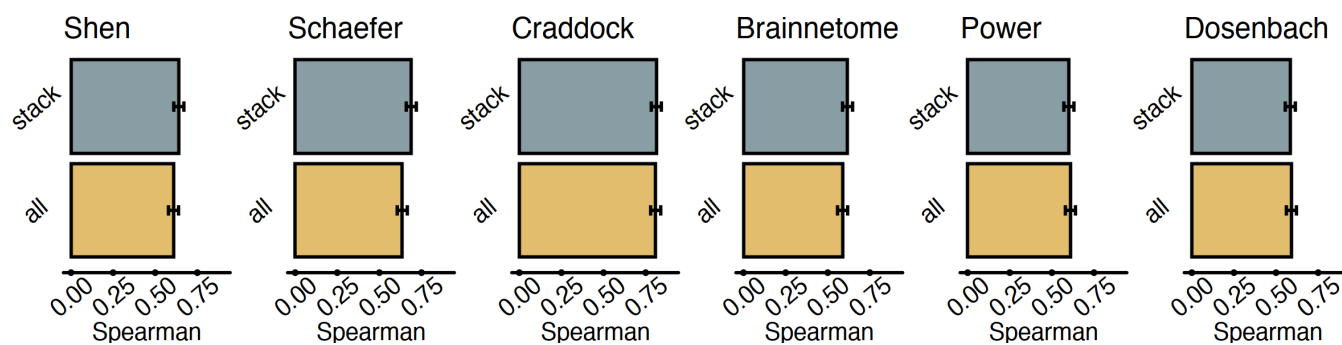 Shen Schaefer Craddock Brainnetome Power Dosenbach
stack stack stack stack stack stack
all all all all all all
0.00 0.25 0.50 0.75 0.00 0.25 0.50 0.75 0.00 0.25 0.50 0.75 0.00 0.25 0.50 0.75 0.00 0.25 0.50 0.75 0.00 0.25 0.50 0.75
Spearman Spearman Spearman Spearman Spearman Spearman